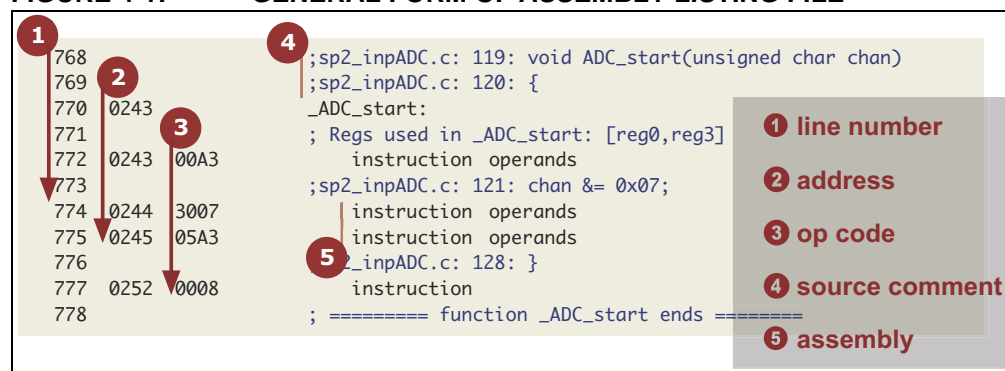 FIGURE 4-1: GENERAL FORM OF ASSEMBLY LISTING FILE
1
4
768 ;sp2_inpADC.c: 119: void ADC_start(unsigned char chan)
2
769 ;sp2_inpADC.c: 120: {
770 0243 _ADC_start:
3
771 ; Regs used in _ADC_start: [reg0,reg3]
772 0243 00A3 instruction operands
773 ;sp2_inpADC.c: 121: chan &= 0x07;
774 0244 3007 instruction operands
775 0245 05A3 instruction operands
5
776 2_inpADC.c: 128: }
777 0252 0008 instruction
778 ; ========= function _ADC_start ends ========
1 line number
2 address
3 op code
4 source comment
5 assembly